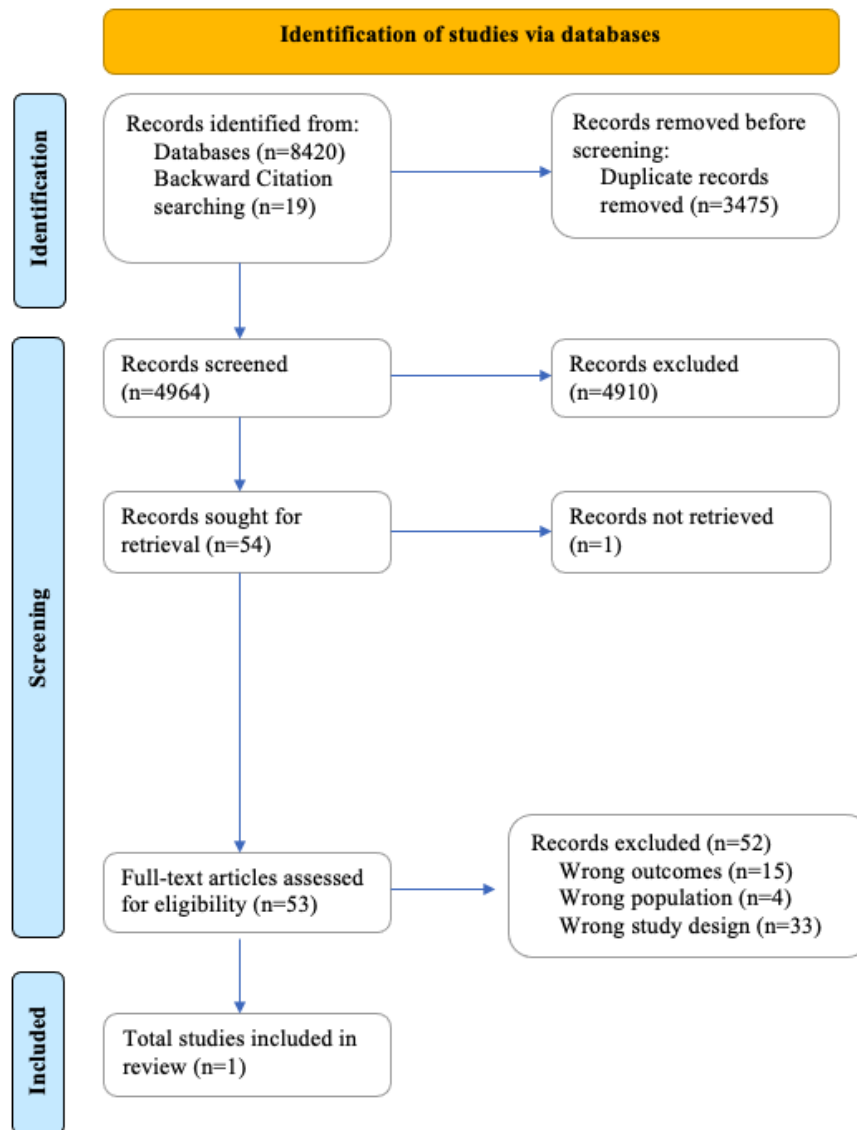 Identification of studies via databases
Identification
Records identified from:
Databases (n=8420)
Backward Citation
searching (n=19)
Records removed before
screening:
Duplicate records
removed (n=3475)
Screening
Records screened
(n=4964)
Records excluded
(n=4910)
Records sought for
retrieval (n=54)
Records not retrieved
(n=1)
Full-text articles assessed
for eligibility (n=53)
Records excluded (n=52)
Wrong outcomes (n=15)
Wrong population (n=4)
Wrong study design (n=33)
Included
Total studies included in
review (n=1)